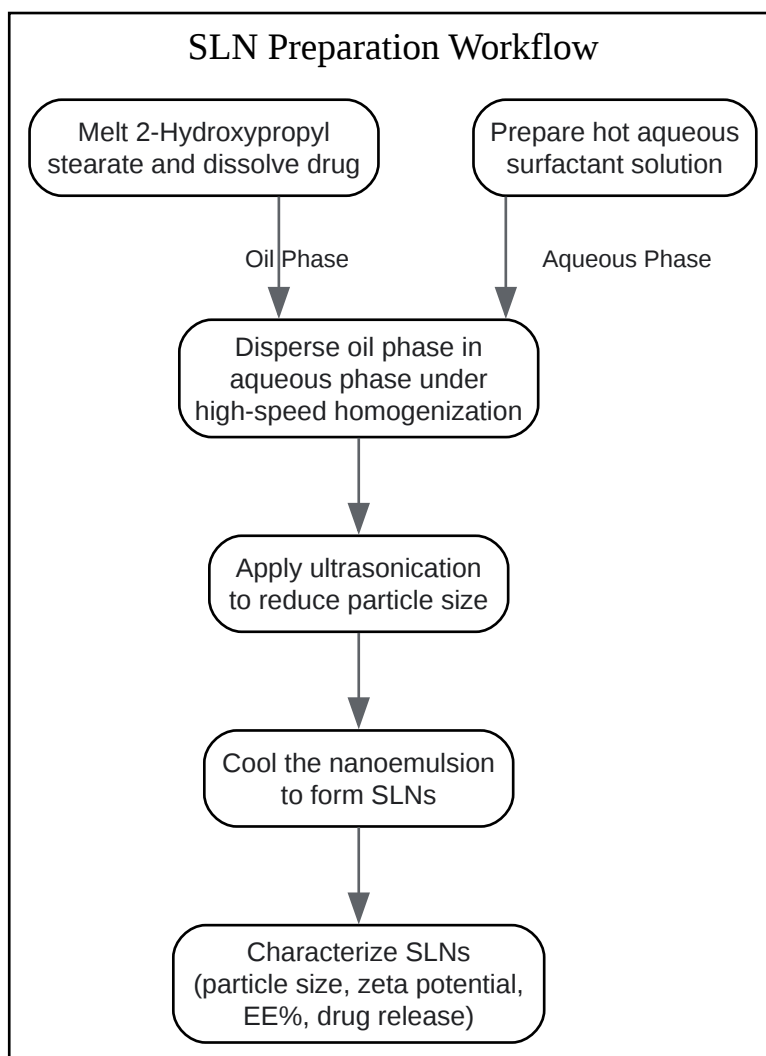 SLN Preparation Workflow
Melt 2-Hydroxypropyl
stearate and dissolve drug
Prepare hot aqueous
surfactant solution
Oil Phase
Aqueous Phase
Disperse oil phase in
aqueous phase under
high-speed homogenization
Apply ultrasonication
to reduce particle size
Cool the nanoemulsion
to form SLNs
Characterize SLNs
(particle size, zeta potential,
EE%, drug release)